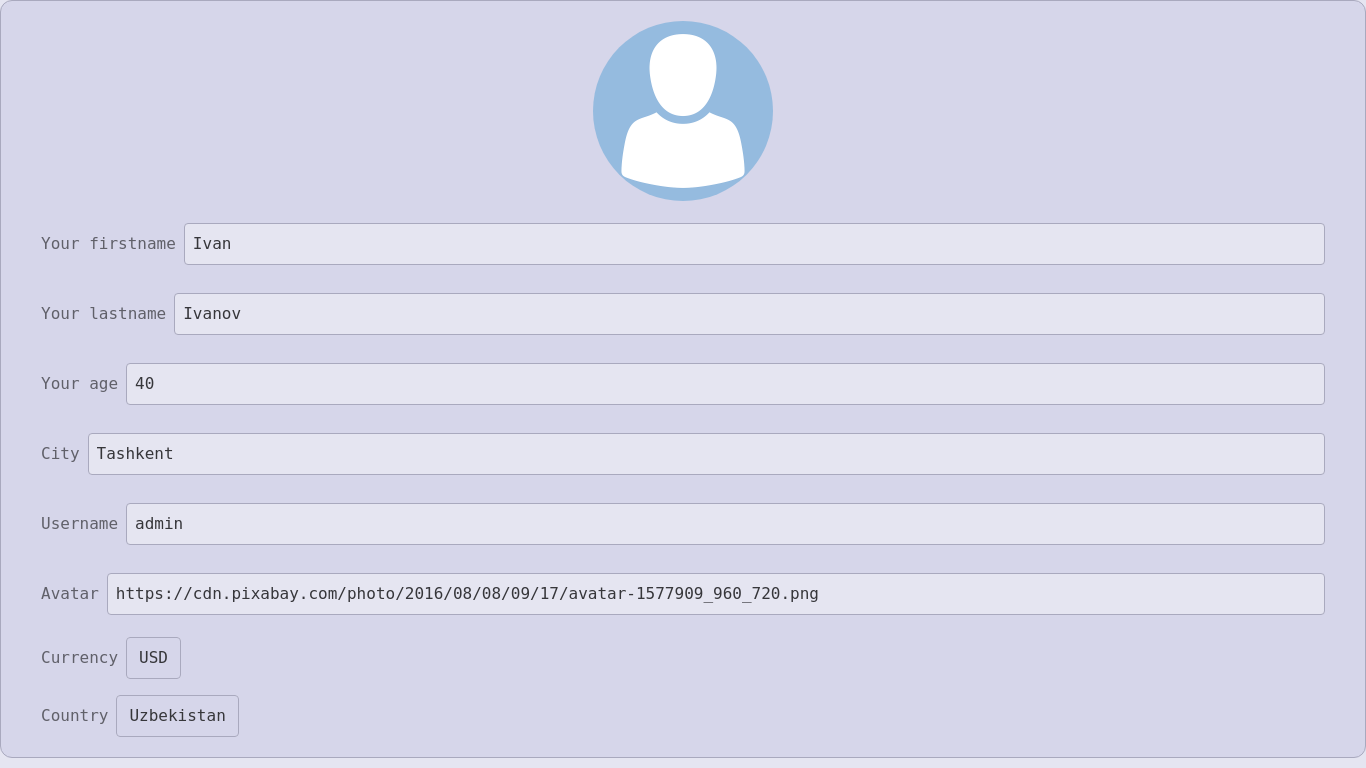 Your firstname Ivan
Your lastname Ivanov
Your age 40
City Tashkent
Username admin
Avatar https://cdn.pixabay.com/photo/2016/08/08/09/17/avatar-1577909_960_720.png
Currency USD
Country Uzbekistan